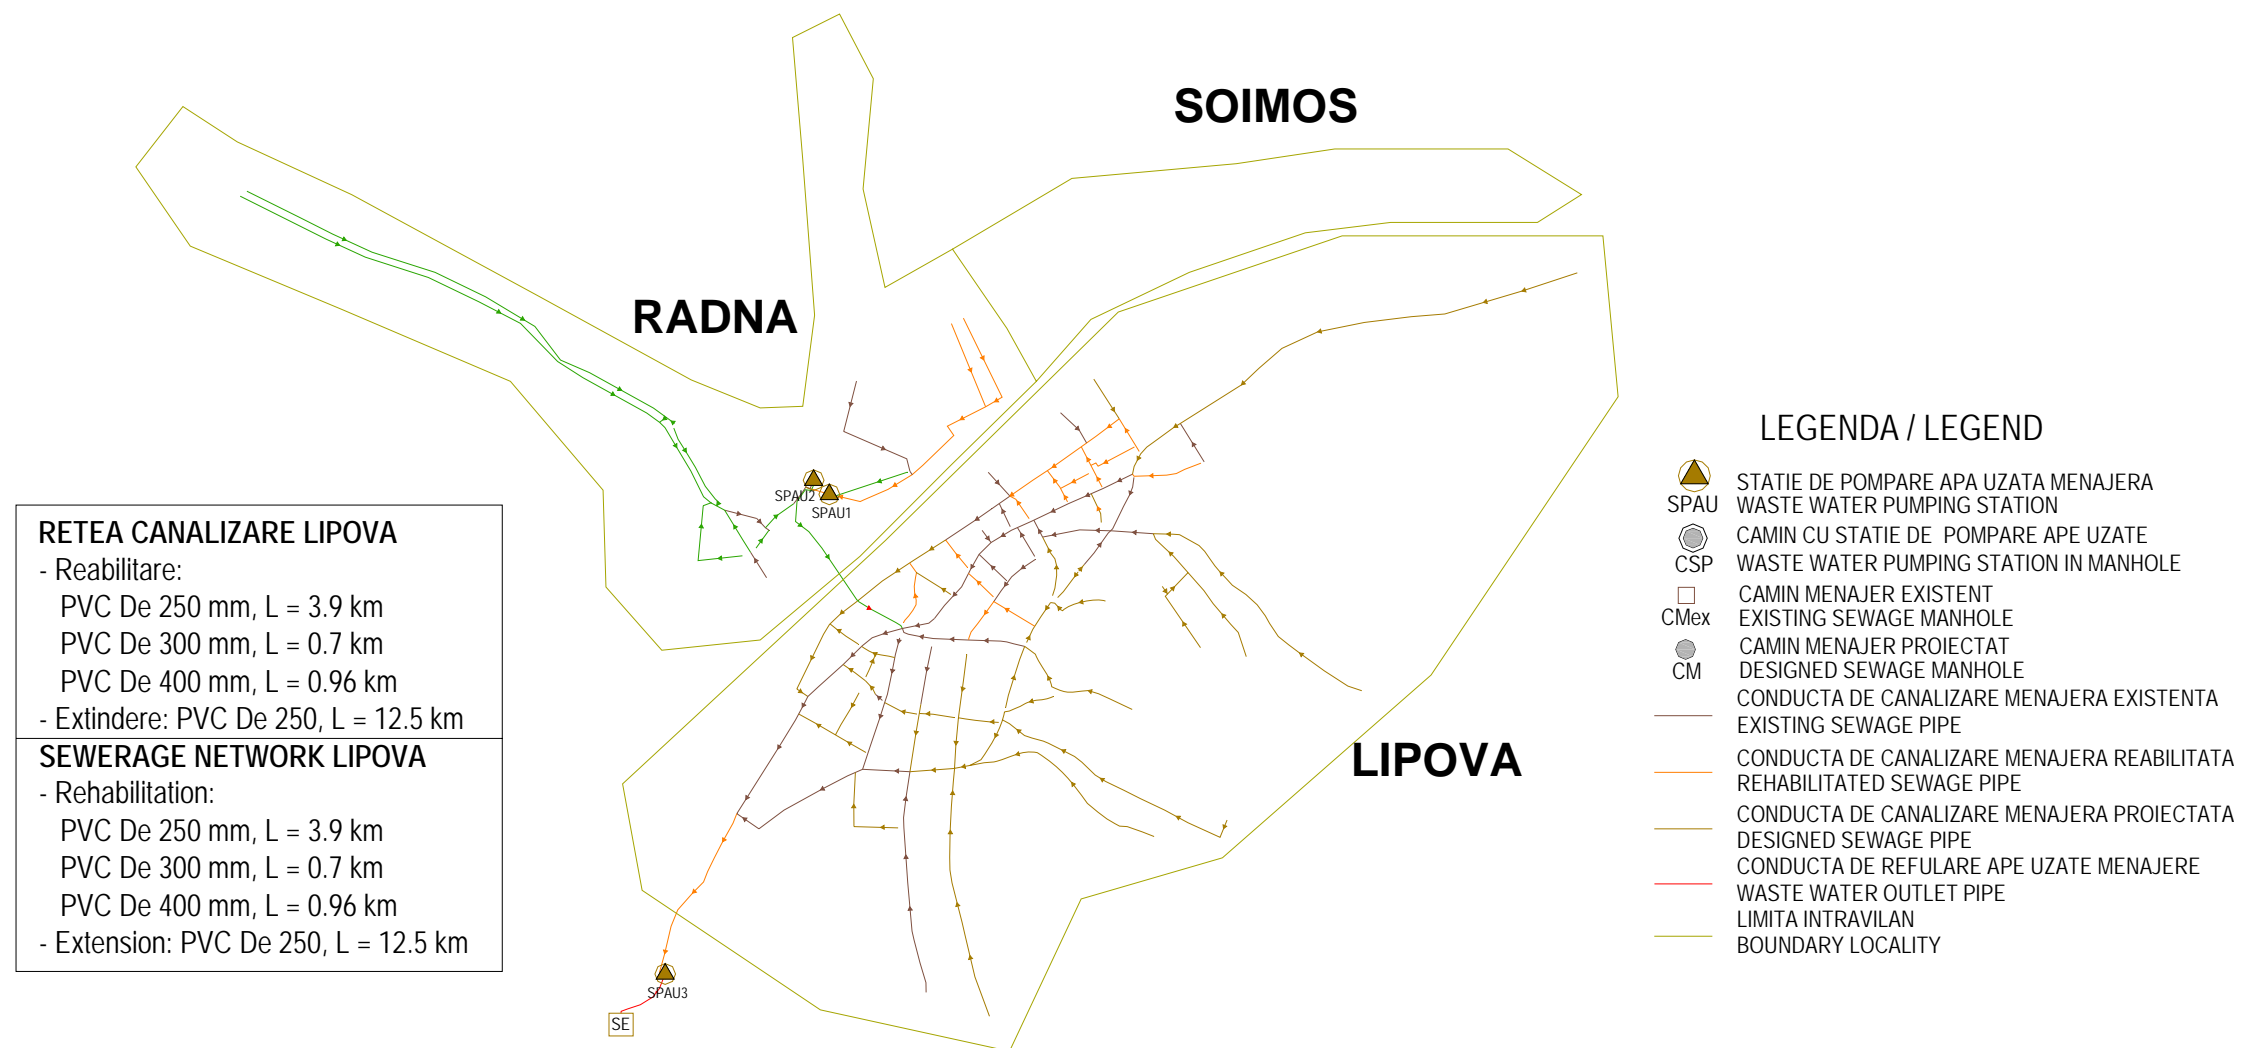 SOIMOS
RADNA
SPAU2
SPAU1
LIPOVA
SPAU3
SE
RETEA CANALIZARE LIPOVA
- Reabilitare:
PVC De 250 mm, L = 3.9 km
PVC De 300 mm, L = 0.7 km
PVC De 400 mm, L = 0.96 km
- Extindere: PVC De 250, L = 12.5 km
SEWERAGE NETWORK LIPOVA
- Rehabilitation:
PVC De 250 mm, L = 3.9 km
PVC De 300 mm, L = 0.7 km
PVC De 400 mm, L = 0.96 km
- Extension: PVC De 250, L = 12.5 km
LEGENDA / LEGEND
STATIE DE POMPARE APA UZATA MENAJERA
SPAU WASTE WATER PUMPING STATION
CAMIN CU STATIE DE POMPARE APE UZATE
CSP WASTE WATER PUMPING STATION IN MANHOLE
CAMIN MENAJER EXISTENT
CMex EXISTING SEWAGE MANHOLE
CAMIN MENAJER PROIECTAT
CM DESIGNED SEWAGE MANHOLE
CONDUCTA DE CANALIZARE MENAJERA EXISTENTA
EXISTING SEWAGE PIPE
CONDUCTA DE CANALIZARE MENAJERA REABILITATA
REHABILITATED SEWAGE PIPE
CONDUCTA DE CANALIZARE MENAJERA PROIECTATA
DESIGNED SEWAGE PIPE
CONDUCTA DE REFULARE APE UZATE MENAJERE
WASTE WATER OUTLET PIPE
LIMITA INTRAVILAN
BOUNDARY LOCALITY